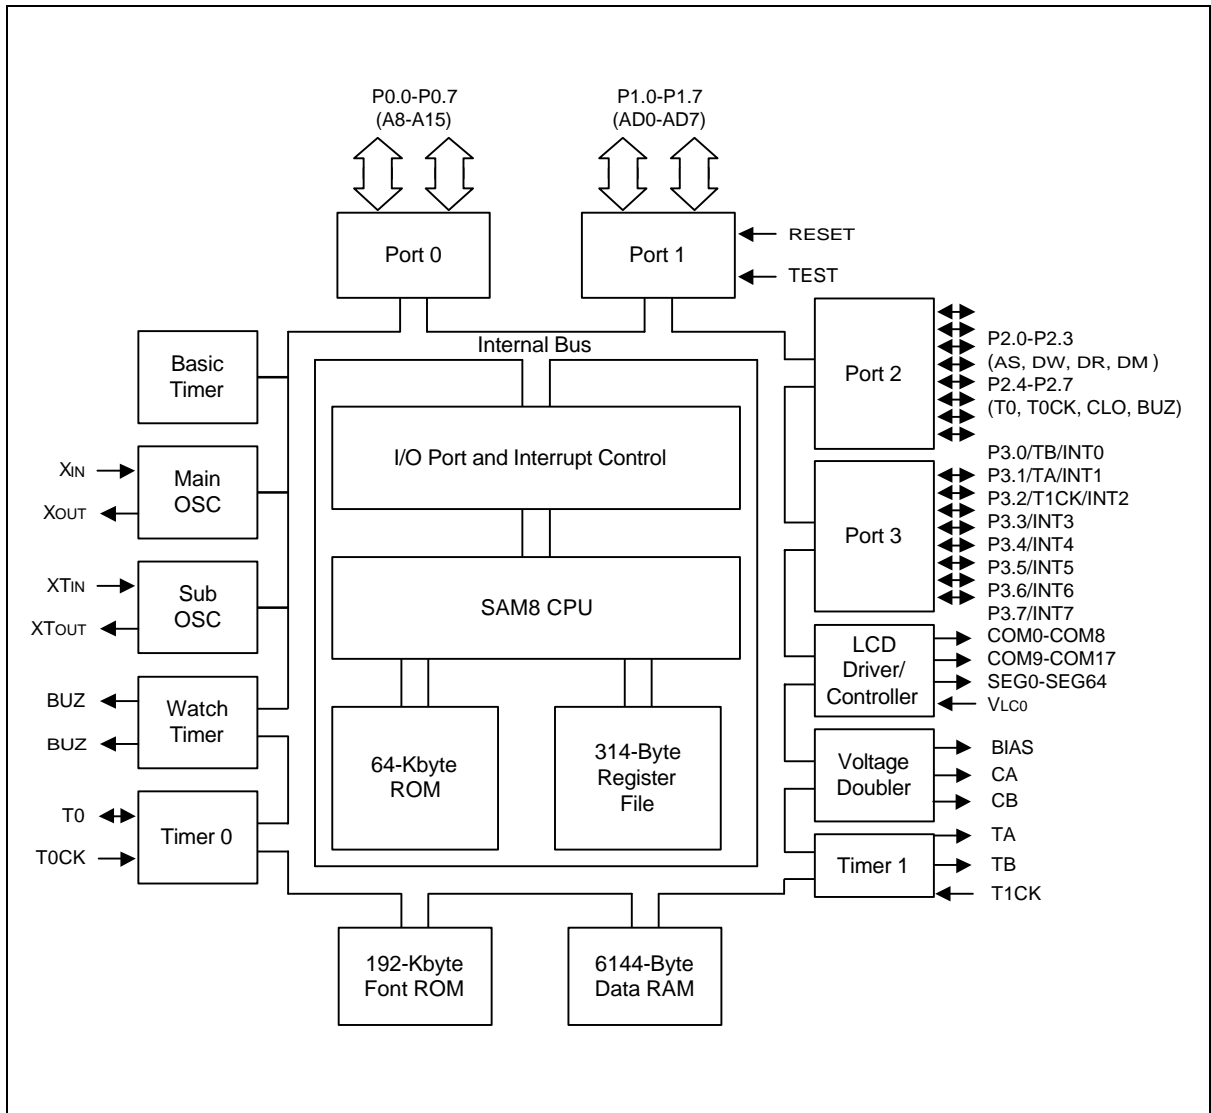 P0.0-P0.7
(A8-A15)
P1.0-P1.7
(AD0-AD7)
Port 0
Port 1
RESET
TEST
Internal Bus
Basic
Timer
Port 2
P2.0-P2.3
(AS, DW, DR, DM )
P2.4-P2.7
(T0, T0CK, CLO, BUZ)
I/O Port and Interrupt Control
XIN
XOUT
Main
OSC
Port 3
P3.0/TB/INT0
P3.1/TA/INT1
P3.2/T1CK/INT2
P3.3/INT3
P3.4/INT4
P3.5/INT5
P3.6/INT6
P3.7/INT7
XTIN
XTOUT
Sub
OSC
SAM8 CPU
LCD
Driver/
Controller
COM0-COM8
COM9-COM17
SEG0-SEG64
VLC0
BUZ
BUZ
Watch
Timer
64-Kbyte
ROM
314-Byte
Register
File
Voltage
Doubler
BIAS
CA
CB
T0
T0CK
Timer 0
Timer 1
TA
TB
T1CK
192-Kbyte
Font ROM
6144-Byte
Data RAM